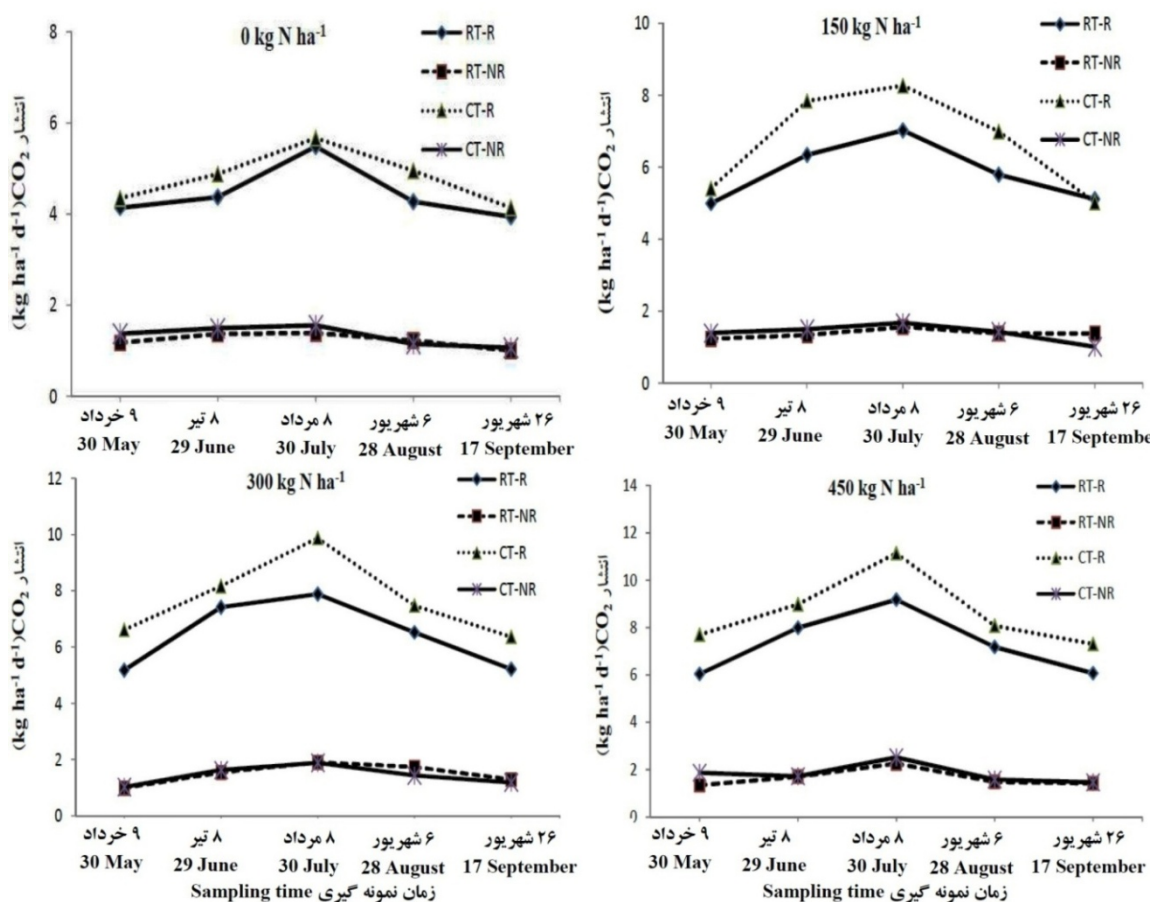 0 kg N ha⁻¹
RT-R
RT-NR
CT-R
CT-NR
انتشار CO₂ (kg ha⁻¹ d⁻¹)
8
6
4
2
0
۹ خرداد
30 May
۸ تیر
29 June
۸ مرداد
30 July
۶ شهریور
28 August
۲۶ شهریور
17 September
150 kg N ha⁻¹
RT-R
RT-NR
CT-R
CT-NR
انتشار CO₂ (kg ha⁻¹ d⁻¹)
10
8
6
4
2
0
۹ خرداد
30 May
۸ تیر
29 June
۸ مرداد
30 July
۶ شهریور
28 August
۲۶ شهریور
17 September
300 kg N ha⁻¹
RT-R
RT-NR
CT-R
CT-NR
انتشار CO₂ (kg ha⁻¹ d⁻¹)
12
10
8
6
4
2
0
۹ خرداد
30 May
۸ تیر
29 June
۸ مرداد
30 July
۶ شهریور
28 August
۲۶ شهریور
17 September
زمان نمونه گیری Sampling time
450 kg N ha⁻¹
RT-R
RT-NR
CT-R
CT-NR
انتشار CO₂ (kg ha⁻¹ d⁻¹)
14
12
10
8
6
4
2
0
۹ خرداد
30 May
۸ تیر
29 June
۸ مرداد
30 July
۶ شهریور
28 August
۲۶ شهریور
17 September
زمان نمونه گیری Sampling time